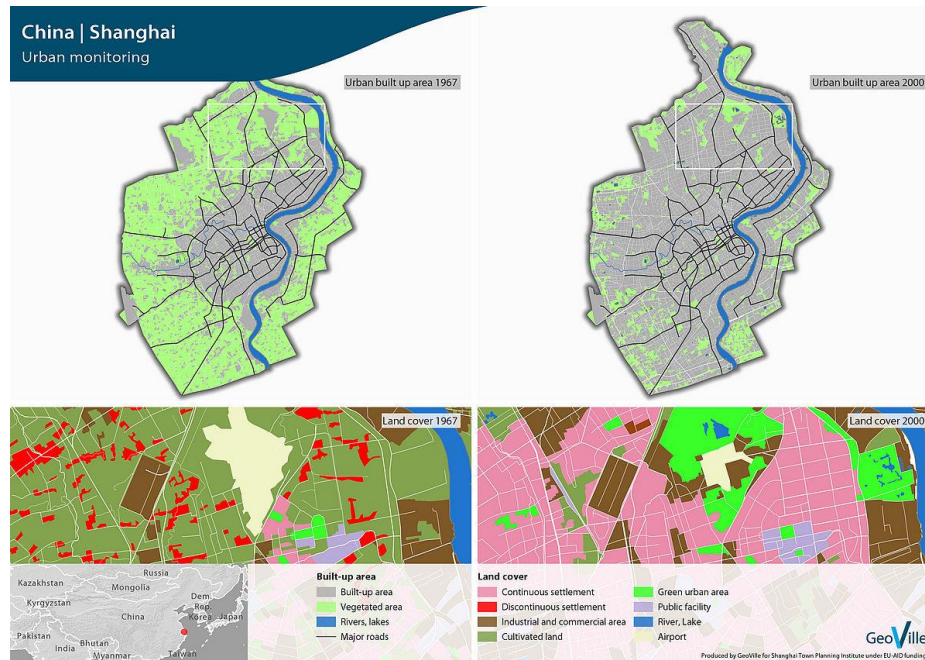 China | Shanghai
Urban monitoring
Urban built up area 1967
Urban built up area 2000
Land cover 1967
Land cover 2000
Kazakhstan
Russia
Mongolia
Kyrgyzstan
China
Dem.
Rep.
Korea
Japan
Pakistan
Bhutan
India
Myanmar
Taiwan
Built-up area
Built-up area
Vegetated area
Rivers, lakes
Major roads
Land cover
Continuous settlement
Discontinuous settlement
Industrial and commercial area
Cultivated land
Green urban area
Public facility
River, Lake
Airport
GeoVille
Produced by GeoVille for Shanghai Town Planning Institute under EU-AID funding